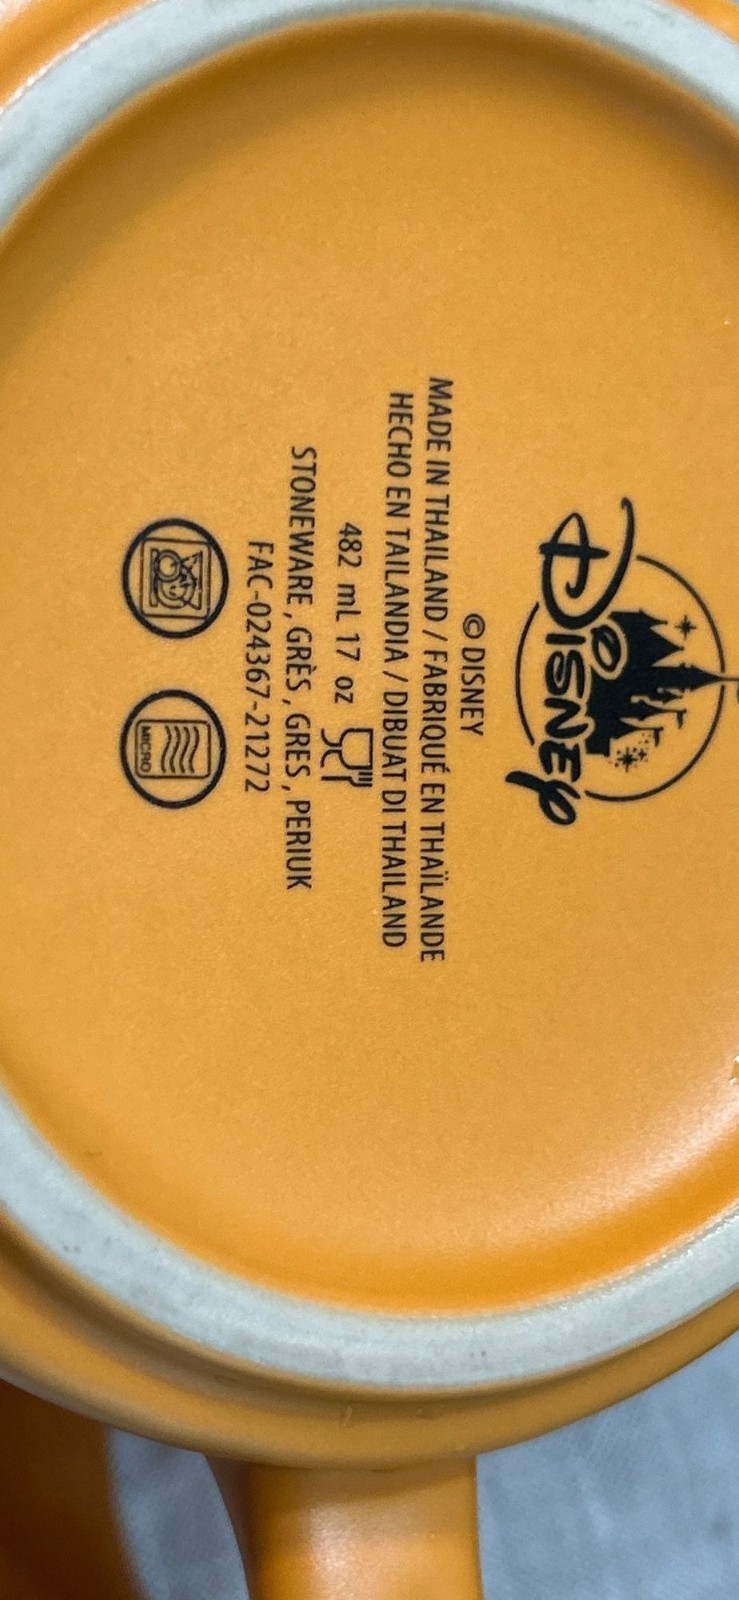 Disney
© DISNEY
MADE IN THAILAND / FABRIQUÉ EN THAÏLANDE
HECHO EN TAILANDIA / DIBUAT DI THAILAND
482 mL 17 oz
STONEWARE , GRÈS , GRES , PERIUK
FAC-024367-21272
MICRO